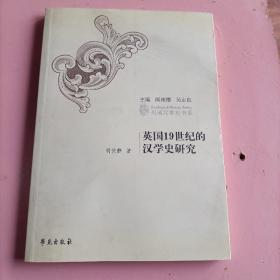 主编 阎纯德 吴志良
列国汉学史书系
英国19世纪的
汉学史研究
著
学苑出版社